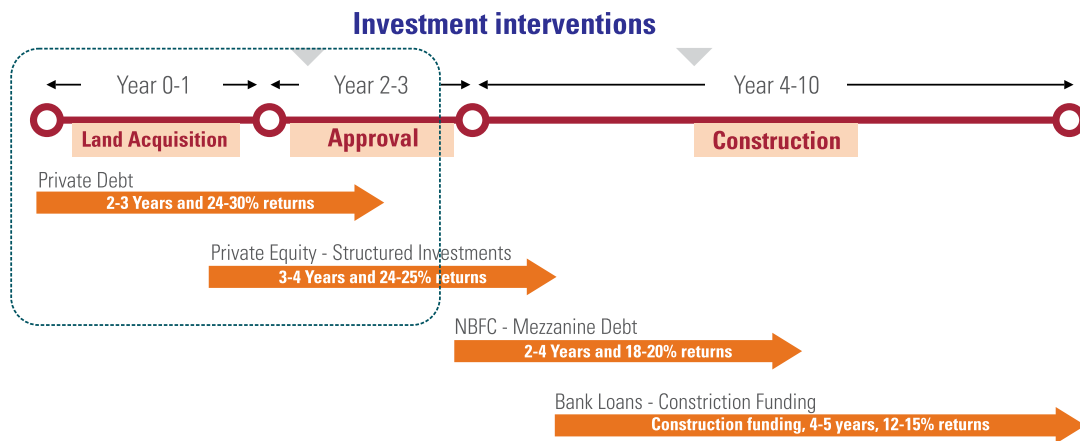 Investment interventions
Year 0-1
Year 2-3
Year 4-10
Land Acquisition
Approval
Construction
Private Debt
2-3 Years and 24-30% returns
Private Equity - Structured Investments
3-4 Years and 24-25% returns
NBFC - Mezzanine Debt
2-4 Years and 18-20% returns
Bank Loans - Constriction Funding
Construction funding, 4-5 years, 12-15% returns